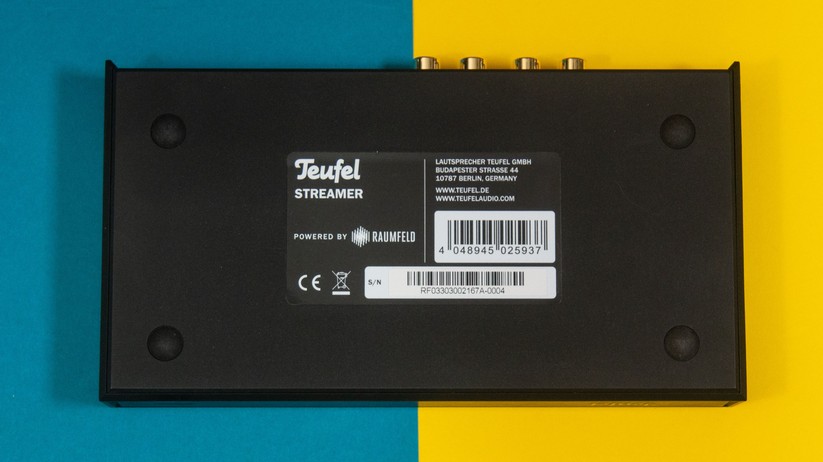 Teufel
STREAMER
POWERED BY RAUMFELD
LAUTSPRECHER TEUFEL GMBH
BUDAPESTER STRASSE 44
10787 BERLIN, GERMANY
WWW.TEUFEL.DE
WWW.TEUFELAUDIO.COM
4 048945 025937
CE
S/N
RF03303002167A-0004